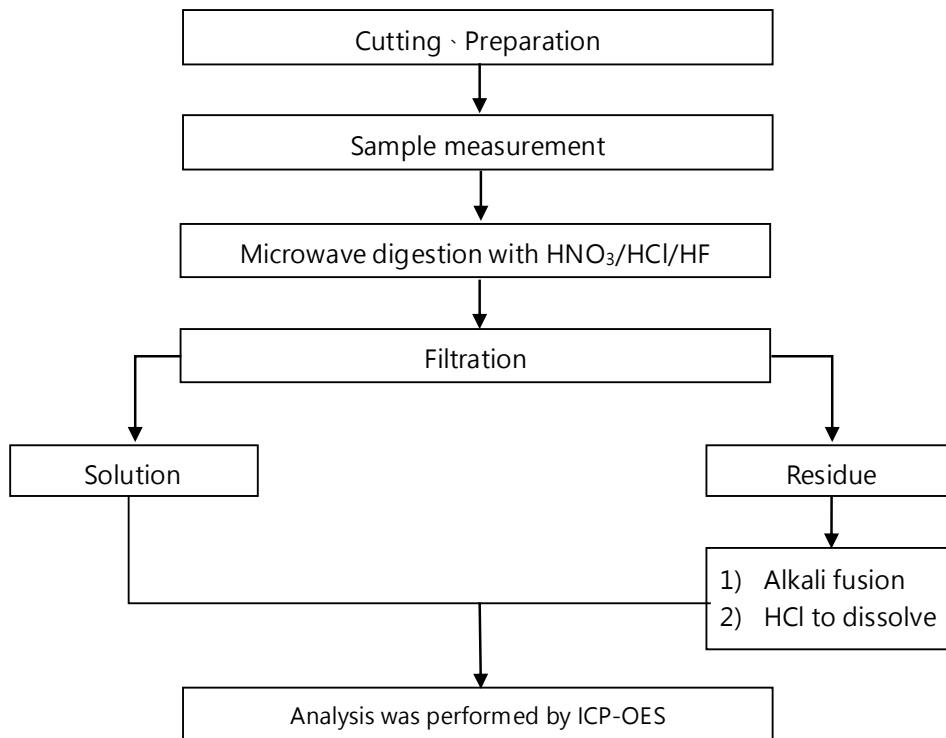 Cutting、Preparation
Sample measurement
Microwave digestion with HNO₃/HCl/HF
Filtration
Solution
Residue
1) Alkali fusion
2) HCl to dissolve
Analysis was performed by ICP-OES